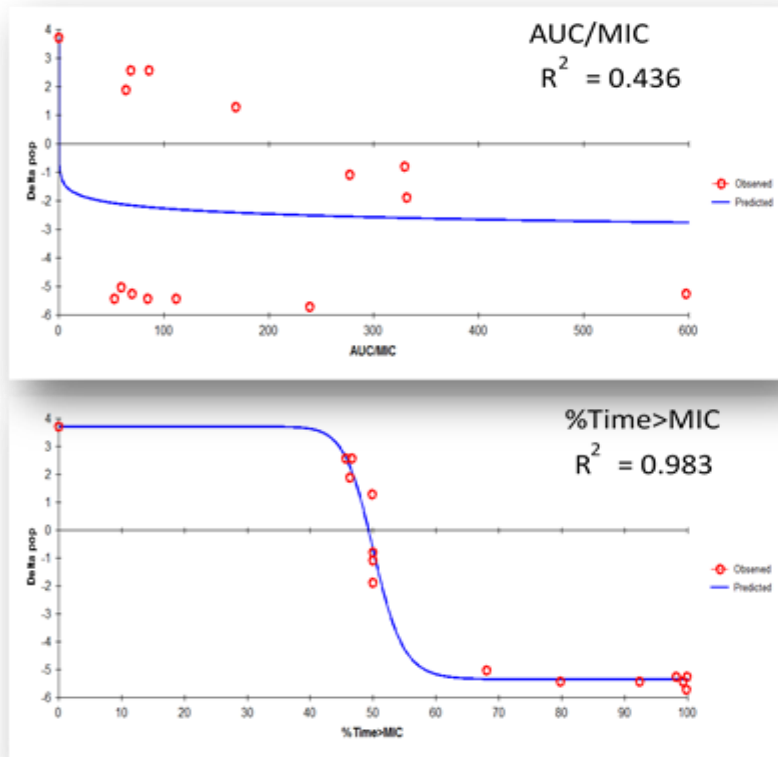 AUC/MIC
R² = 0.436
4
3
2
1
0
-1
-2
-3
-4
-5
-6
Delta pop
0 100 200 300 400 500 600
AUC/MIC
Observed
Predicted
%Time>MIC
R² = 0.983
4
3
2
1
0
-1
-2
-3
-4
-5
-6
Delta pop
0 10 20 30 40 50 60 70 80 90 100
%Time>MIC
Observed
Predicted